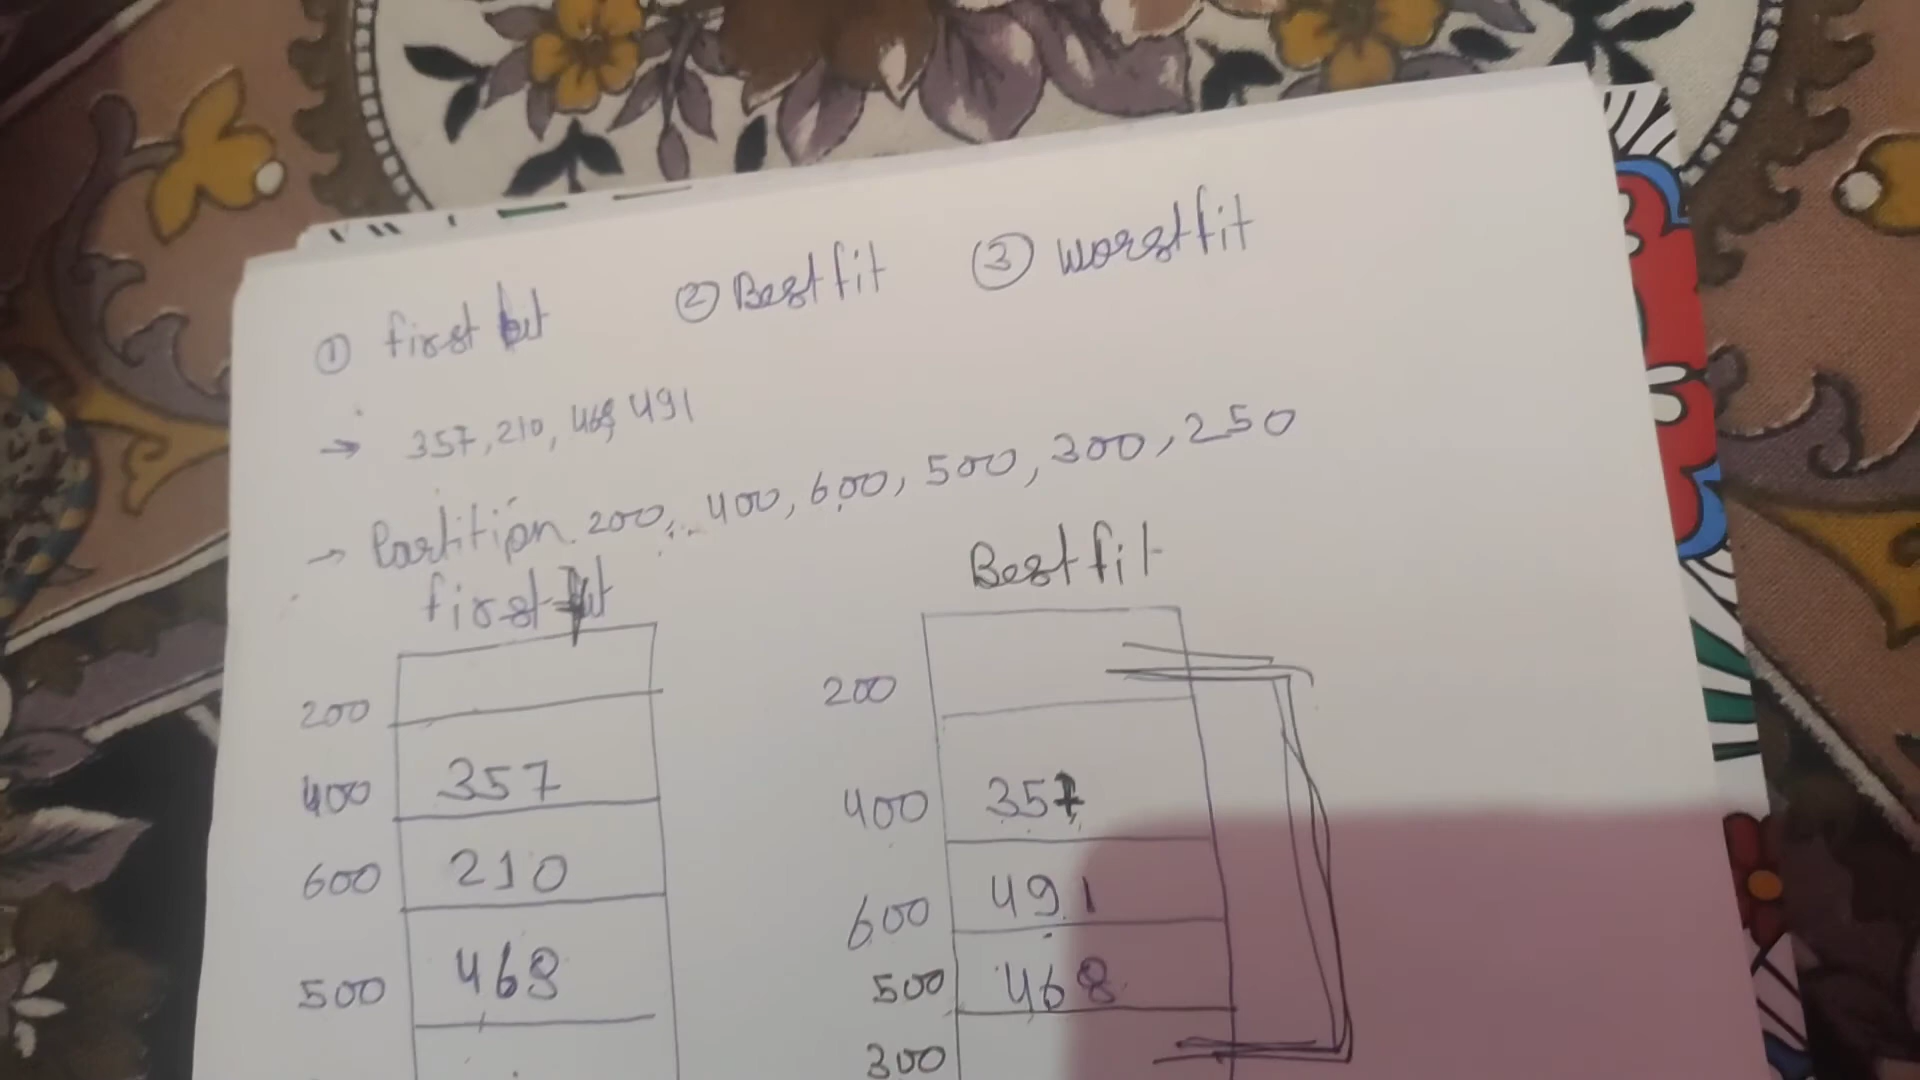 ① first fit ② Best fit ③ Worst fit
→ 357, 210, 468, 491
→ Partition 200, 400, 600, 500, 300, 250
first fit
200
400 357
600 210
500 468
Best fit
200
400 357
600 491
500 468
300